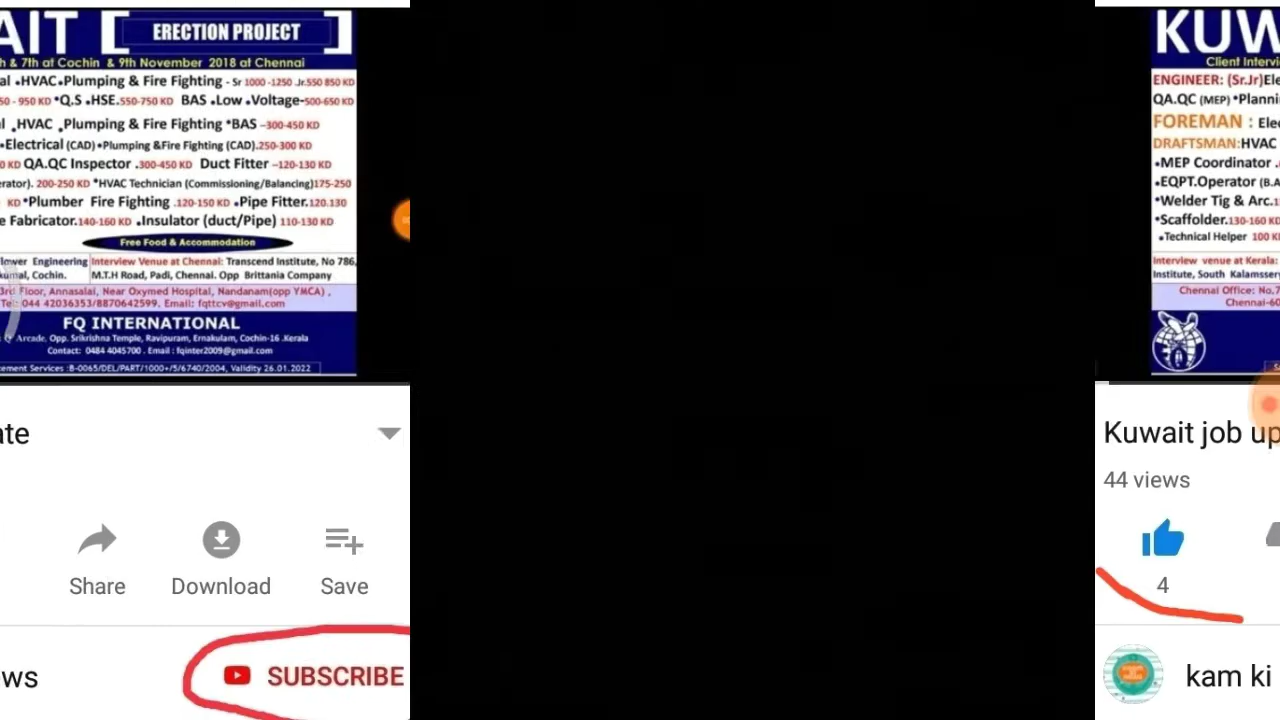 AIT [ ERECTION PROJECT ]
h & 7th at Cochin & 9th November 2018 at Chennai
al •HVAC•Plumping & Fire Fighting - Sr 1000 -1250 .Jr.550 850 KD
50 - 950 KD •Q.S •HSE.550-750 KD BAS •Low •Voltage-500-650 KD
l •HVAC •Plumping & Fire Fighting *BAS –300-450 KD
•Electrical (CAD) •Plumping &Fire Fighting (CAD).250-300 KD
0 KD QA.QC Inspector .300-450 KD Duct Fitter –120-130 KD
erator). 200-250 KD *HVAC Technician (Commissioning/Balancing)175-250
KD •Plumber Fire Fighting .120-150 KD •Pipe Fitter.120.130
e Fabricator.140-160 KD •Insulator (duct/Pipe) 110-130 KD
Free Food & Accommodation
lower Engineering
kumal, Cochin.
Interview Venue at Chennai: Transcend Institute, No 786,
M.T.H Road, Padi, Chennai. Opp Brittania Company
3rd Floor, Annasalai, Near Oxymed Hospital, Nandanam(opp YMCA) ,
Tel: 044 42036353/8870642599, Email: fqttcv@gmail.com
FQ INTERNATIONAL
Q Arcade, Opp. Srikrishna Temple, Ravipuram, Ernakulam, Cochin-16 .Kerala
Contact: 0484 4045700 . Email : fqinter2009@gmail.com
cement Services :B-0065/DEL/PART/1000+/5/6740/2004, Validity 26.01.2022
ate
Share Download Save
ws
SUBSCRIBE
KUW
Client Intervi
ENGINEER: (Sr.Jr)Ele
QA.QC (MEP) •Planni
FOREMAN : Elec
DRAFTSMAN:HVAC
•MEP Coordinator .
•EQPT.Operator (B.A
•Welder Tig & Arc.1
•Scaffolder.130-160 KD
•Technical Helper 100 K
Interview venue at Kerala:
Institute, South Kalamssery
Chennai Office: No.7
Chennai-60
Kuwait job up
44 views
4
kam ki